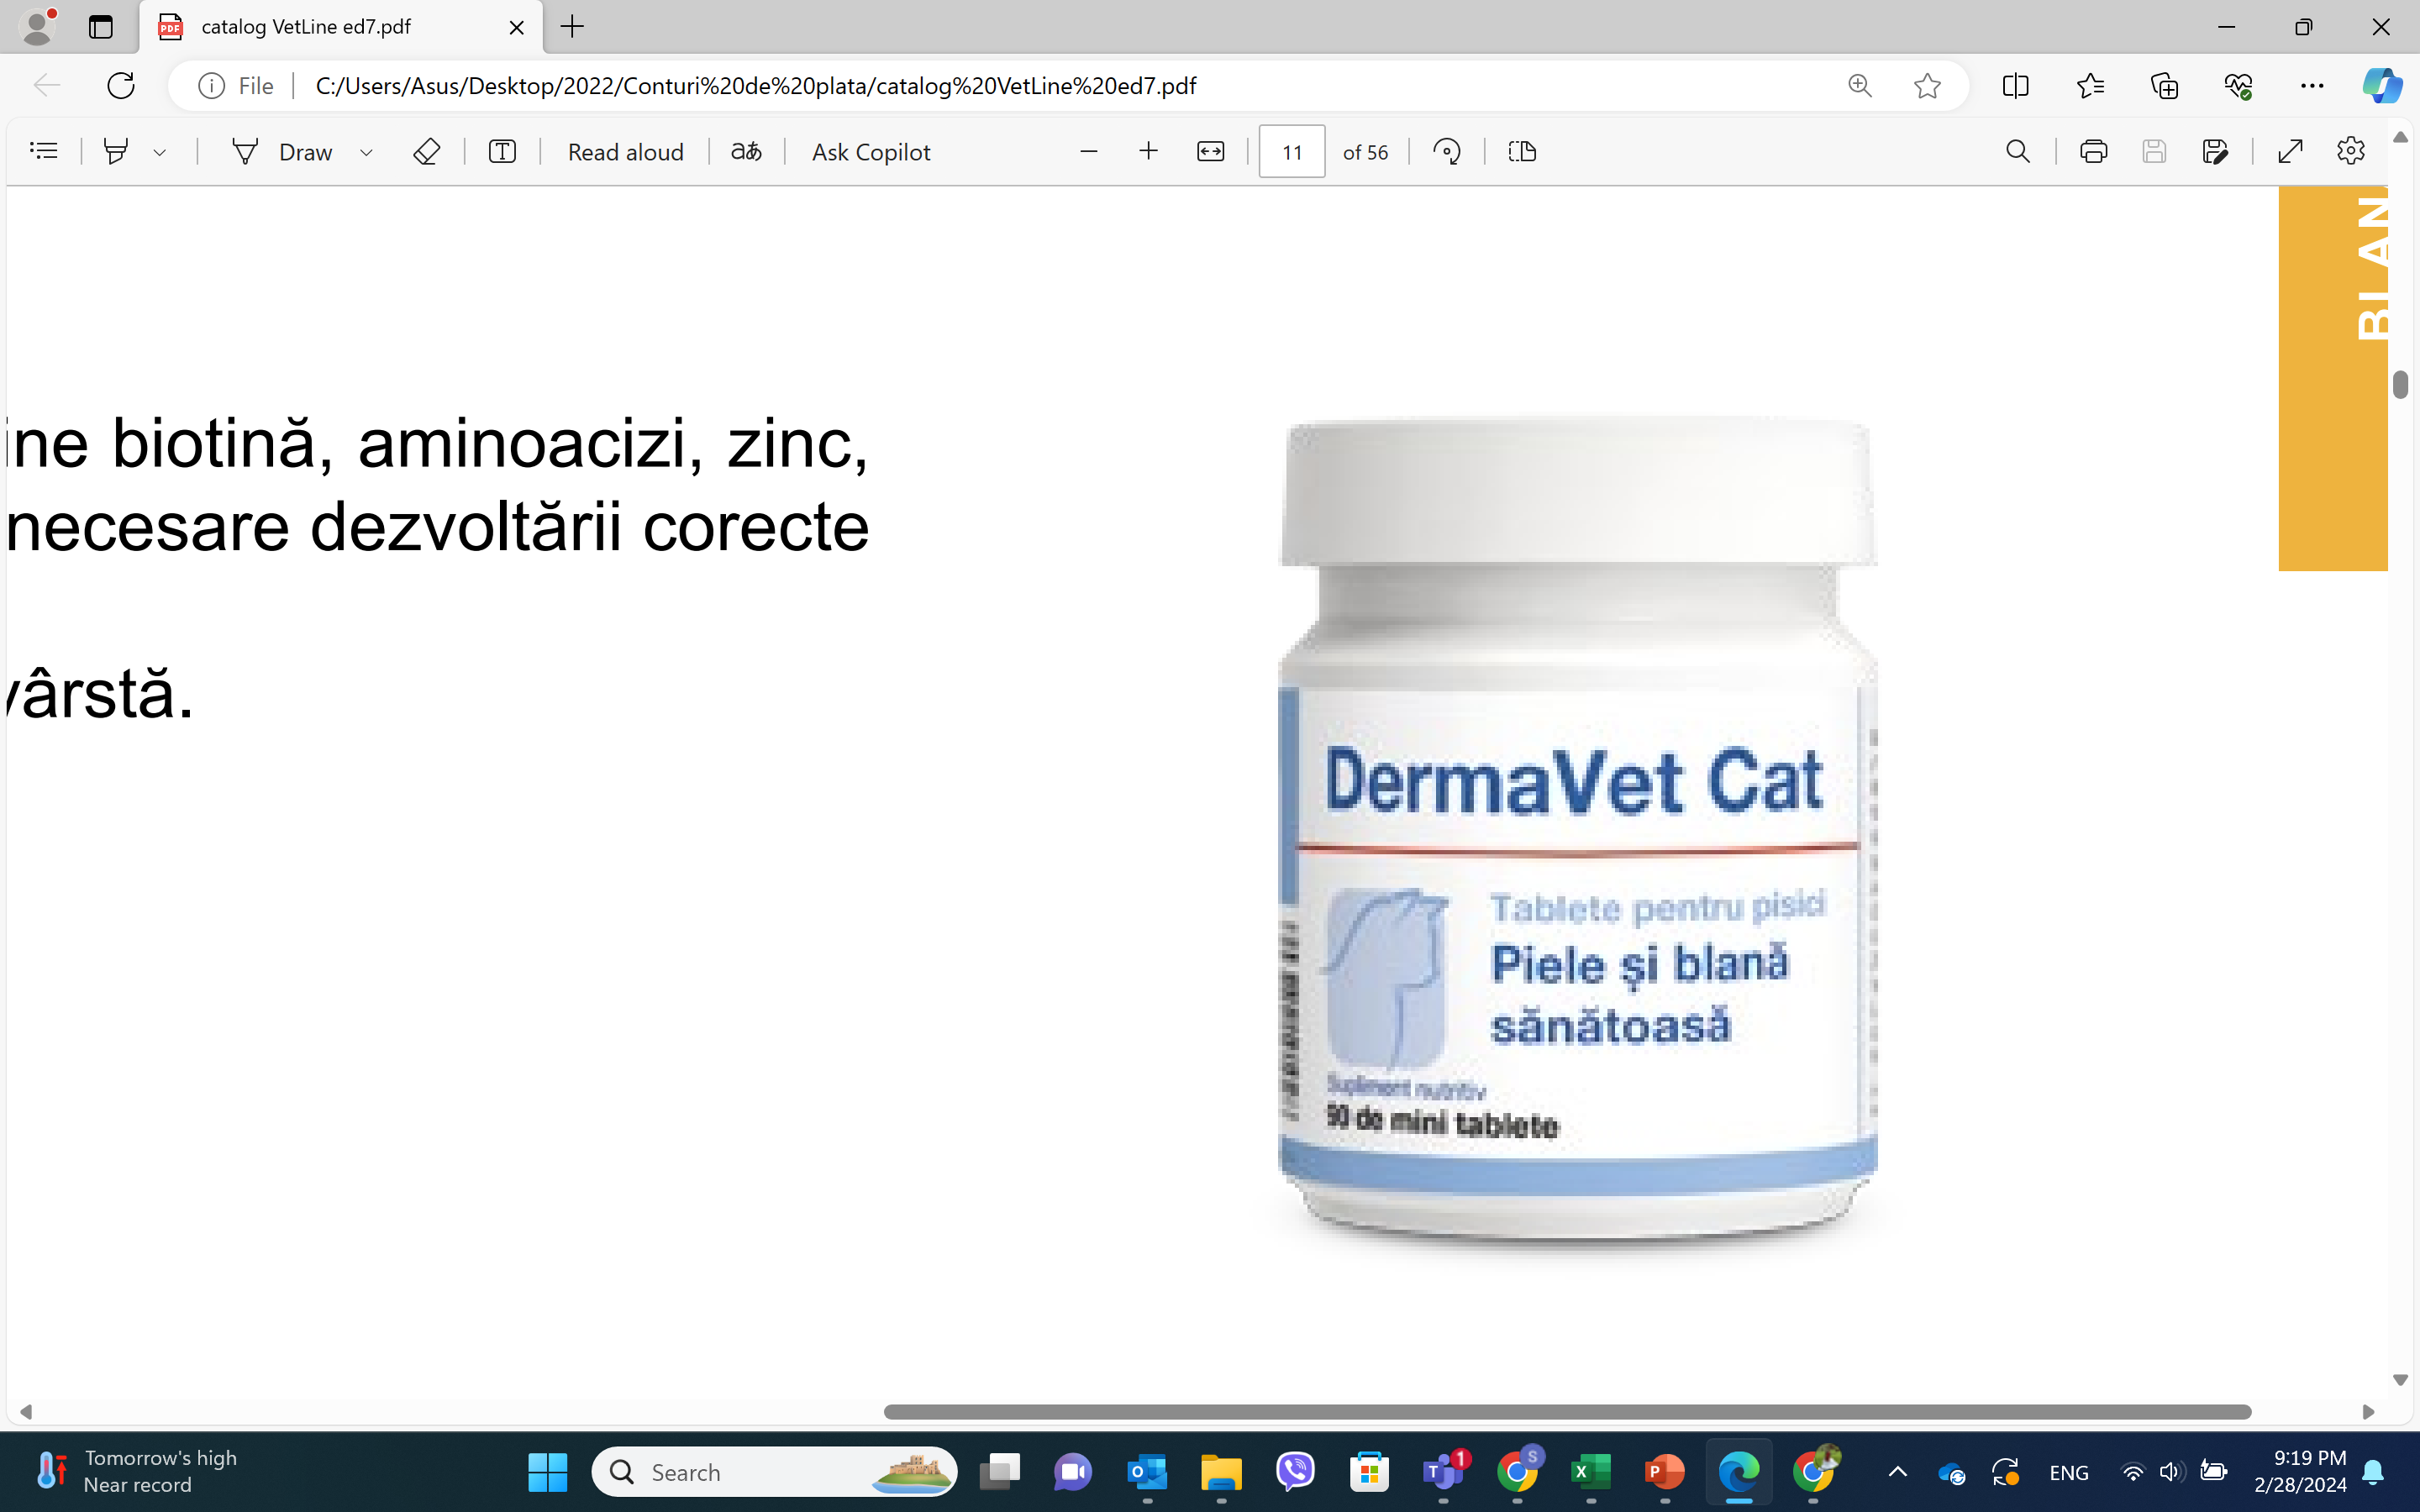 catalog VetLine ed7.pdf
File
C:/Users/Asus/Desktop/2022/Conturi%20de%20plata/catalog%20VetLine%20ed7.pdf
Draw
Read aloud
aあ
Ask Copilot
11 of 56
BLAN
ine biotină, aminoacizi, zinc,
necesare dezvoltării corecte
vârstă.
DermaVet Cat
Tablete pentru pisici
Piele și blană
sănătoasă
Supliment nutritiv
90 de mini tablete
Tomorrow's high
Near record
Search
1
S
ENG
9:19 PM
2/28/2024